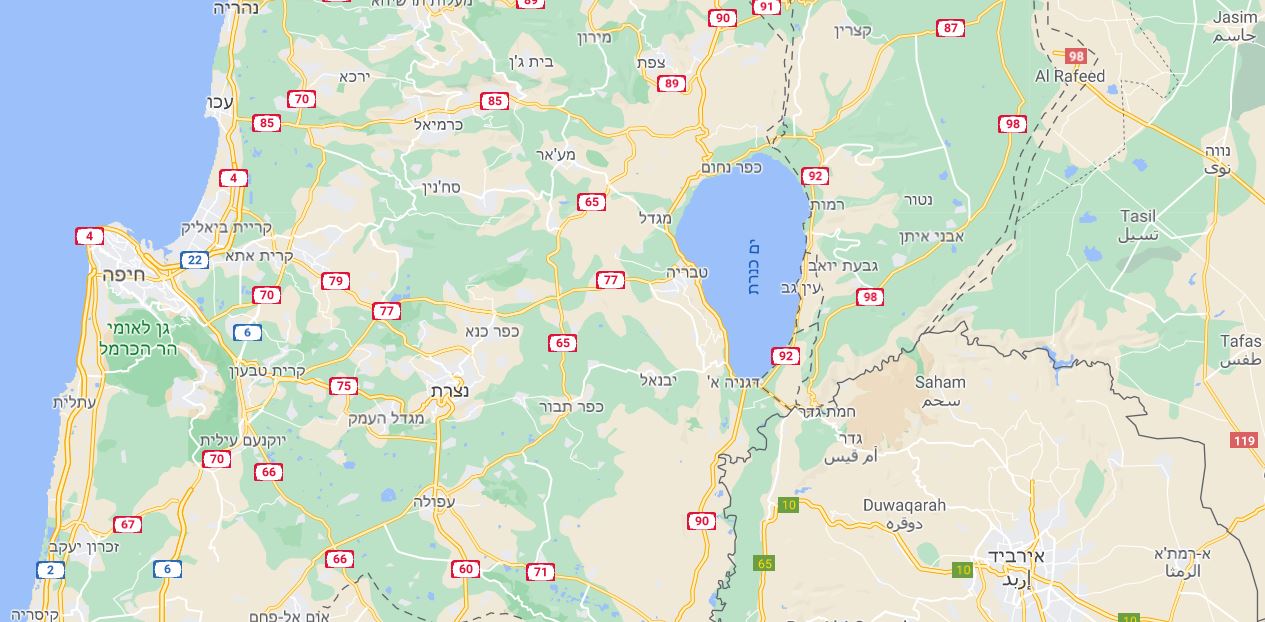 נהריה
89
90
91
87
Jasim
جاسم
קצרין
מירון
צפת
בית ג'ן
89
98
Al Rafeed
ירכא
70
85
עכו
85
כרמיאל
98
מע'אר
כפר נחום
נווה
نوى
4
סח'נין
92
65
מגדל
רמות
נטור
Tasil
تسيل
4
קריית ביאליק
אבני איתן
22
קרית אתא
חיפה
ים כנרת
טבריה
גבעת יואב
79
77
עין גב
70
98
77
6
גן לאומי
הר הכרמל
כפר כנא
65
Tafas
طفس
92
קרית טבעון
75
נצרת
יבנאל
דגניה א'
Saham
سحم
עתלית
מגדל העמק
כפר תבור
חמת גדר
יוקנעם עילית
גדר
أم قيس
119
70
66
עפולה
10
Duwaqarah
دوقره
67
90
זכרון יעקב
66
65
אירביד
إربد
א-רמת'א
الرمثا
2
6
60
71
10
קיסריה
אום אל-פחם
10